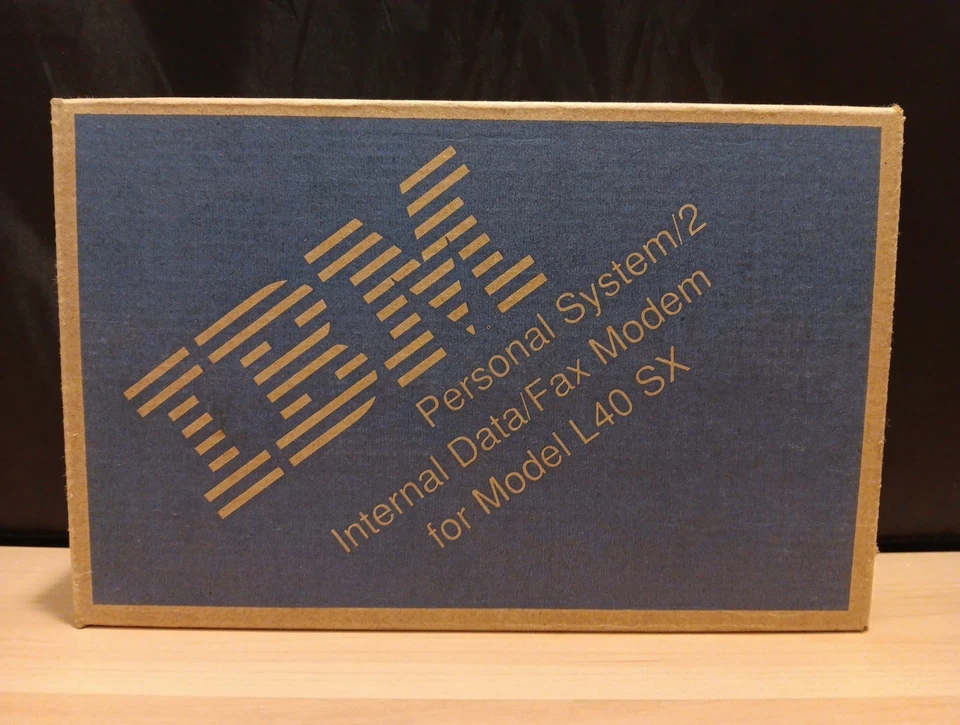 IBM
Personal System/2
Internal Data/Fax Modem
for Model L40 SX